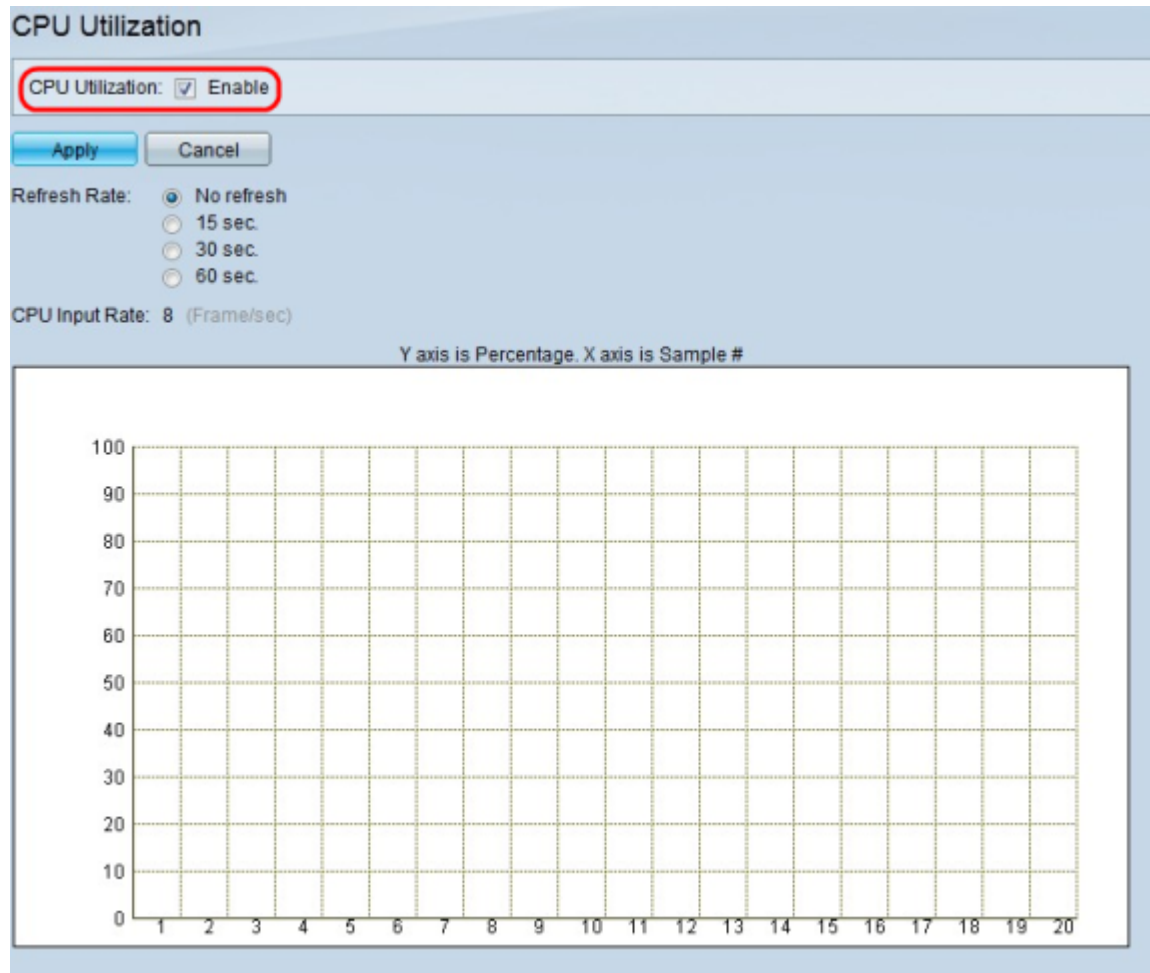 CPU Utilization
CPU Utilization: Enable
Apply Cancel
Refresh Rate: No refresh
15 sec.
30 sec.
60 sec.
CPU Input Rate: 8 (Frame/sec)
Y axis is Percentage. X axis is Sample #
100
90
80
70
60
50
40
30
20
10
0
1 2 3 4 5 6 7 8 9 10 11 12 13 14 15 16 17 18 19 20